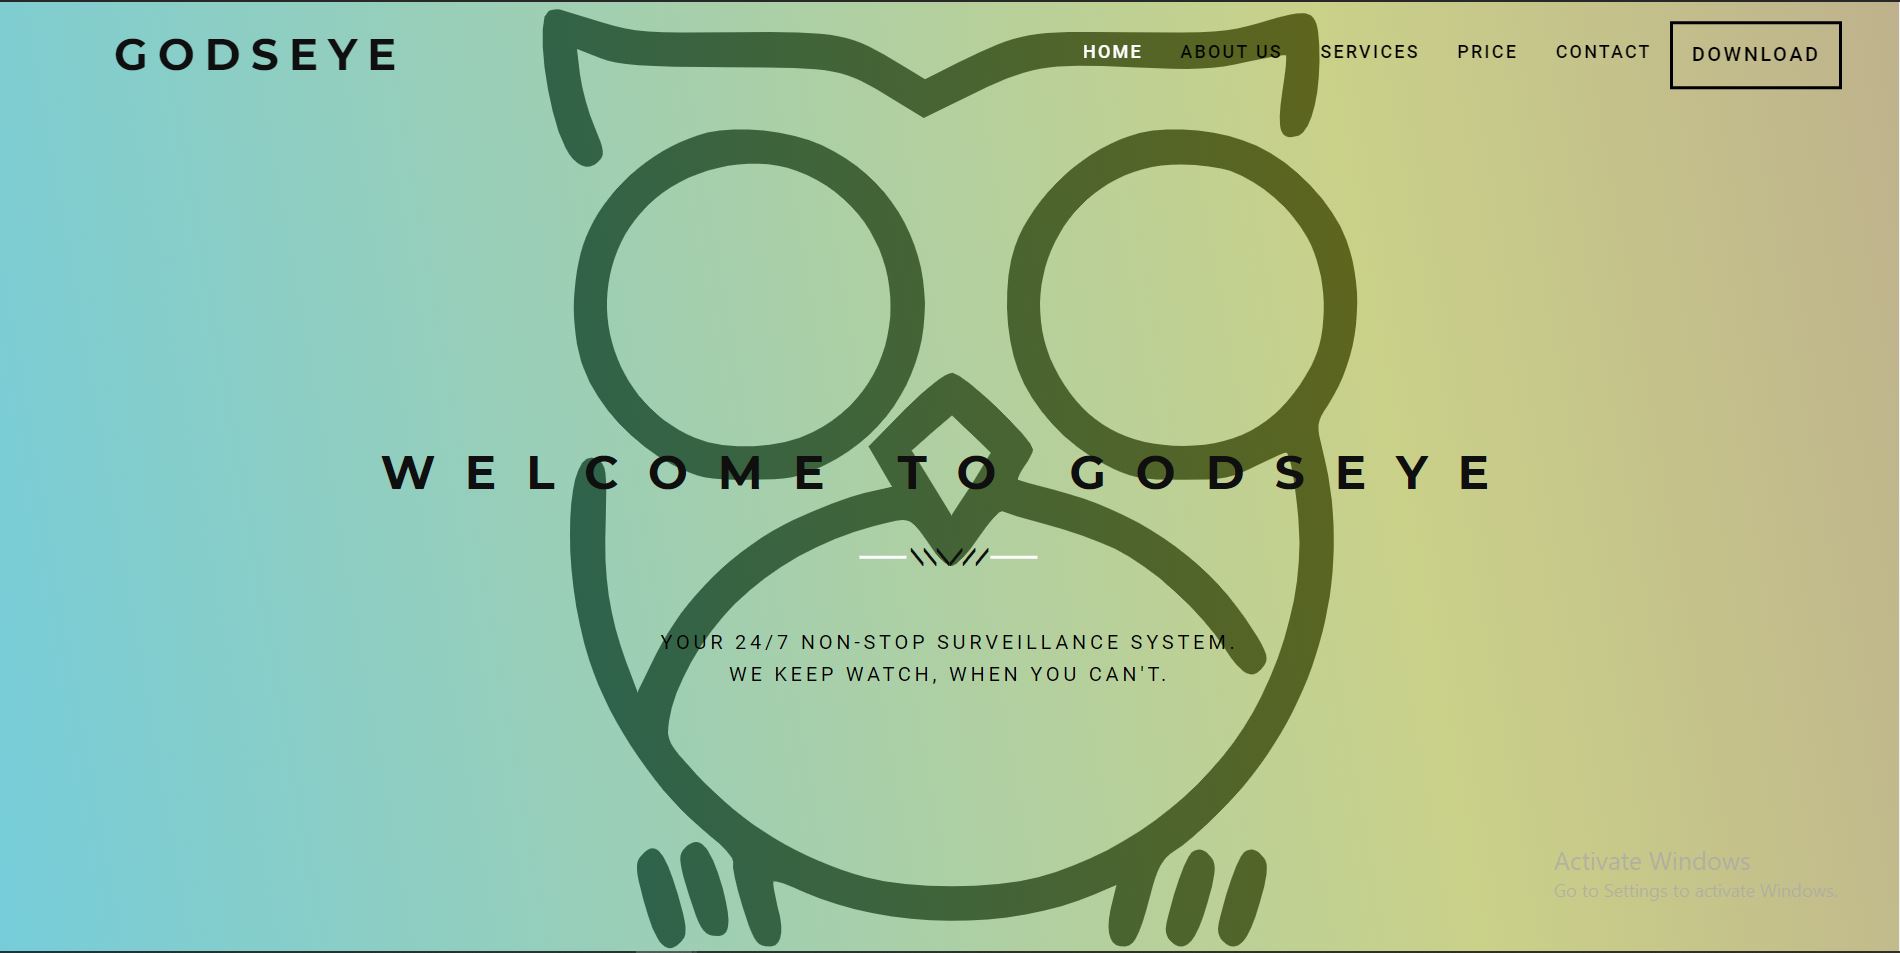 GODSEYE
HOME ABOUT US SERVICES PRICE CONTACT DOWNLOAD
WELCOME TO GODSEYE
YOUR 24/7 NON-STOP SURVEILLANCE SYSTEM.
WE KEEP WATCH, WHEN YOU CAN'T.
Activate Windows
Go to Settings to activate Windows.